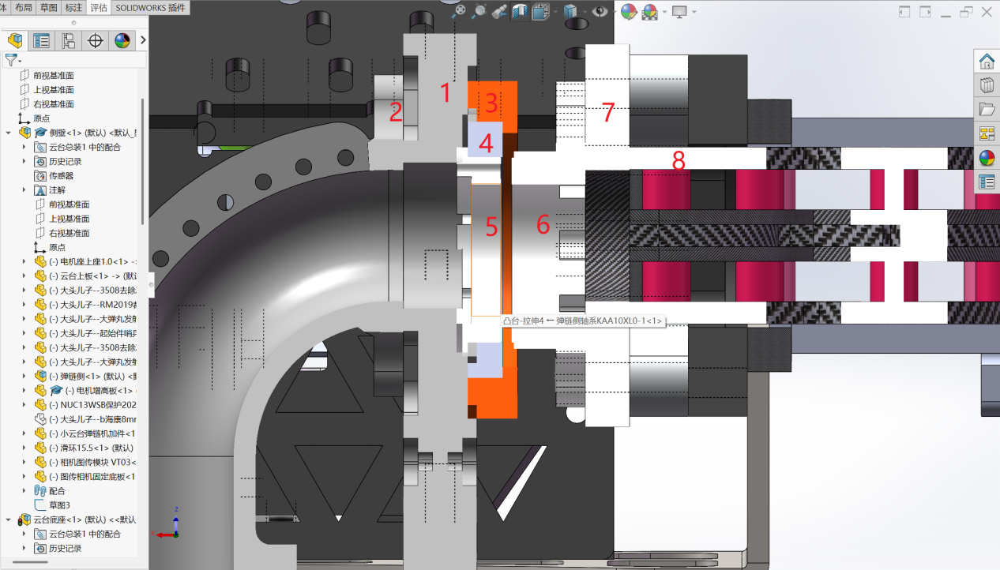 体 布局 草图 标注 评估 SOLIDWORKS 插件
前视基准面
上视基准面
右视基准面
原点
侧壁<1> (默认) <默认_
云台总装1 中的配合
历史记录
传感器
注解
前视基准面
上视基准面
右视基准面
原点
(-) 电机座上座1.0<1> ->
(-) 云台上板<1> -> (默认
(-) 大头儿子--3508去除
(-) 大头儿子--RM2019
(-) 大头儿子--大弹丸发射
(-) 大头儿子--起始件哨兵
(-) 大头儿子--3508去除
(-) 大头儿子--大弹丸发射
(-) 弹链侧<1> (默认) <
(-) 电机增高板<1>
(-) NUC13WSB保护202
(-) 大头儿子--b海康8mm
(-) 小云台弹链机加件<1
(-) 滑环15.5<1> (默认)
(-) 相机图传模块 VT03<
(-) 图传相机固定底板<1
配合
草图3
云台底座<1> (默认) <<默认
云台总装1 中的配合
历史记录
1
2
3
4
5
6
7
8
凸台-拉伸4 ← 弹链侧轴系KAA10XL0-1<1>
z